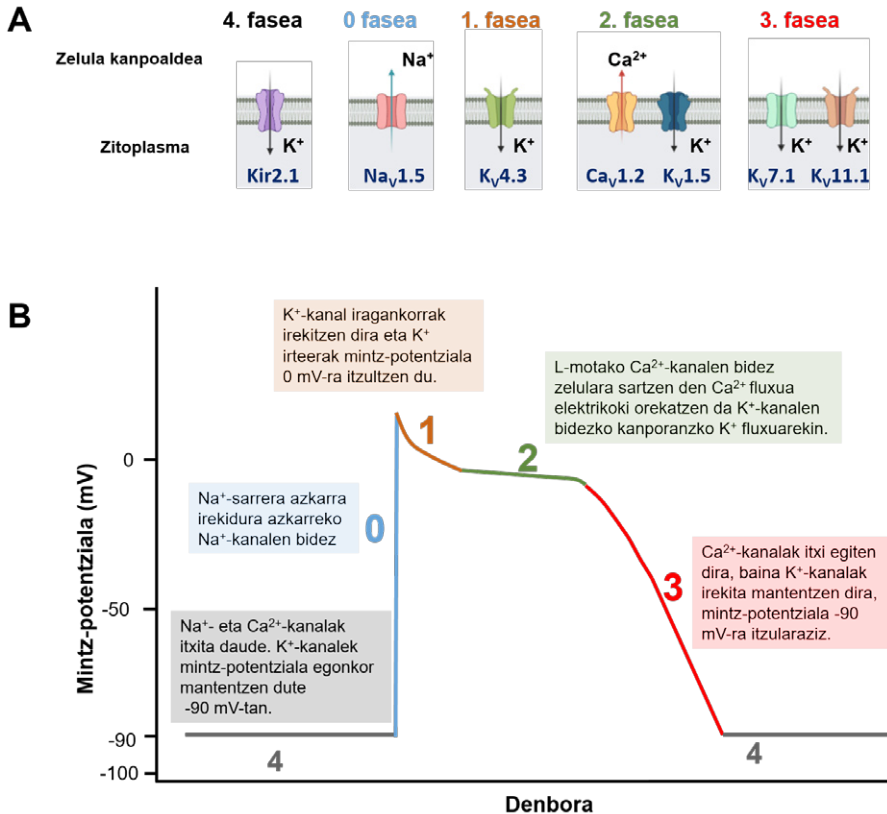 A
4. fasea
0 fasea
1. fasea
2. fasea
3. fasea
Zelula kanpoaldea
Zitoplasma
K⁺
Kir2.1
Na⁺
Naᵥ1.5
K⁺
Kᵥ4.3
Ca²⁺
Caᵥ1.2
K⁺
Kᵥ1.5
K⁺
Kᵥ7.1
K⁺
Kᵥ11.1
B
K⁺-kanal iragankorrak
irekitzen dira eta K⁺
irteerak mintz-potentziala
0 mV-ra itzultzen du.
L-motako Ca²⁺-kanalen bidez
zelulara sartzen den Ca²⁺ fluxua
elektrikoki orekatzen da K⁺-kanalen
bidezko kanporanzko K⁺ fluxuarekin.
1
2
0
Na⁺-sarrera azkarra
irekidura azkarreko
Na⁺-kanalen bidez
0
Ca²⁺-kanalak itxi egiten
dira, baina K⁺-kanalak
irekita mantentzen dira,
mintz-potentziala -90
mV-ra itzularaziz.
3
-50
Na⁺- eta Ca²⁺-kanalak
itxita daude. K⁺-kanalek
mintz-potentziala egonkor
mantentzen dute
-90 mV-tan.
-90
4
4
-100
Mintz-potentziala (mV)
Denbora